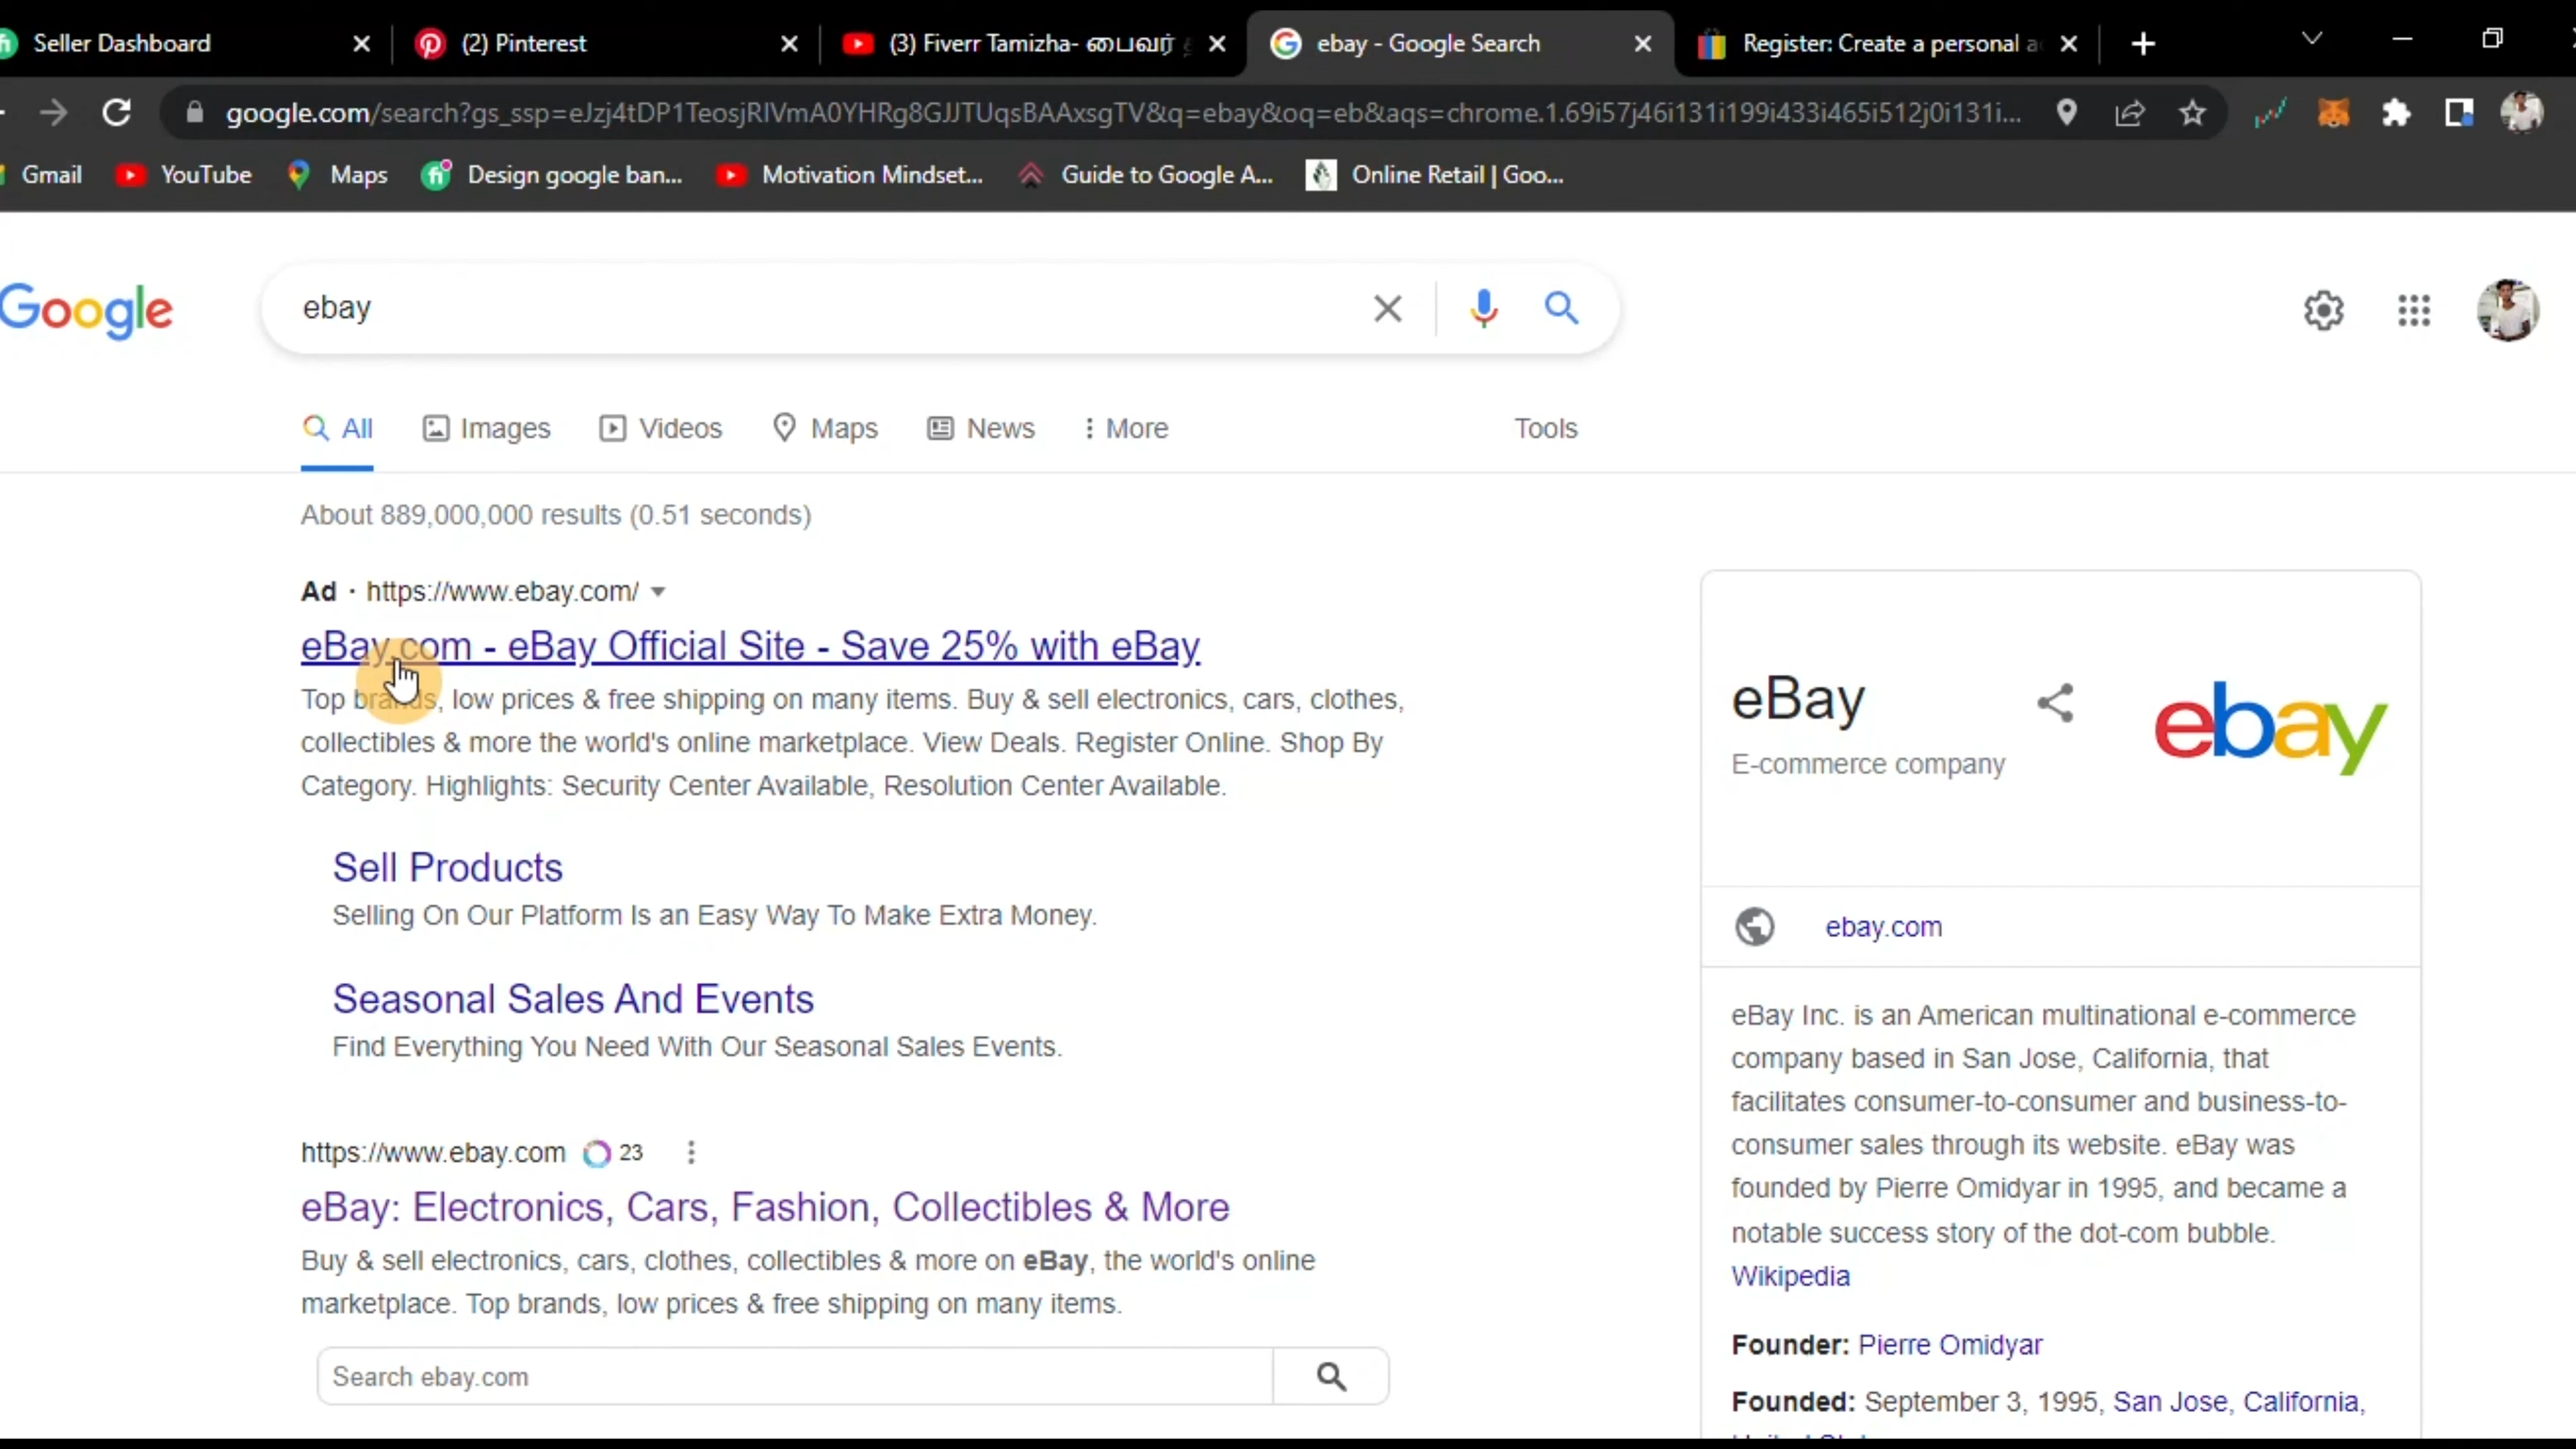 Seller Dashboard
(2) Pinterest
(3) Fiverr Tamizha- பைவர்
ebay - Google Search
Register: Create a personal a
google.com/search?gs_ssp=eJzj4tDP1TeosjRIVmA0YHRg8GJJTUqsBAAxsgTV&q=ebay&oq=eb&aqs=chrome.1.69i57j46i131i199i433i465i512j0i131i...
Gmail
YouTube
Maps
Design google ban...
Motivation Mindset...
Guide to Google A...
Online Retail | Goo...
Google
ebay
All
Images
Videos
Maps
News
More
Tools
About 889,000,000 results (0.51 seconds)
Ad · https://www.ebay.com/
eBay.com - eBay Official Site - Save 25% with eBay
Top brands, low prices & free shipping on many items. Buy & sell electronics, cars, clothes,
collectibles & more the world's online marketplace. View Deals. Register Online. Shop By
Category. Highlights: Security Center Available, Resolution Center Available.
Sell Products
Selling On Our Platform Is an Easy Way To Make Extra Money.
Seasonal Sales And Events
Find Everything You Need With Our Seasonal Sales Events.
https://www.ebay.com 23
eBay: Electronics, Cars, Fashion, Collectibles & More
Buy & sell electronics, cars, clothes, collectibles & more on eBay, the world's online
marketplace. Top brands, low prices & free shipping on many items.
Search ebay.com
eBay
ebay
E-commerce company
ebay.com
eBay Inc. is an American multinational e-commerce
company based in San Jose, California, that
facilitates consumer-to-consumer and business-to-
consumer sales through its website. eBay was
founded by Pierre Omidyar in 1995, and became a
notable success story of the dot-com bubble.
Wikipedia
Founder: Pierre Omidyar
Founded: September 3, 1995, San Jose, California,